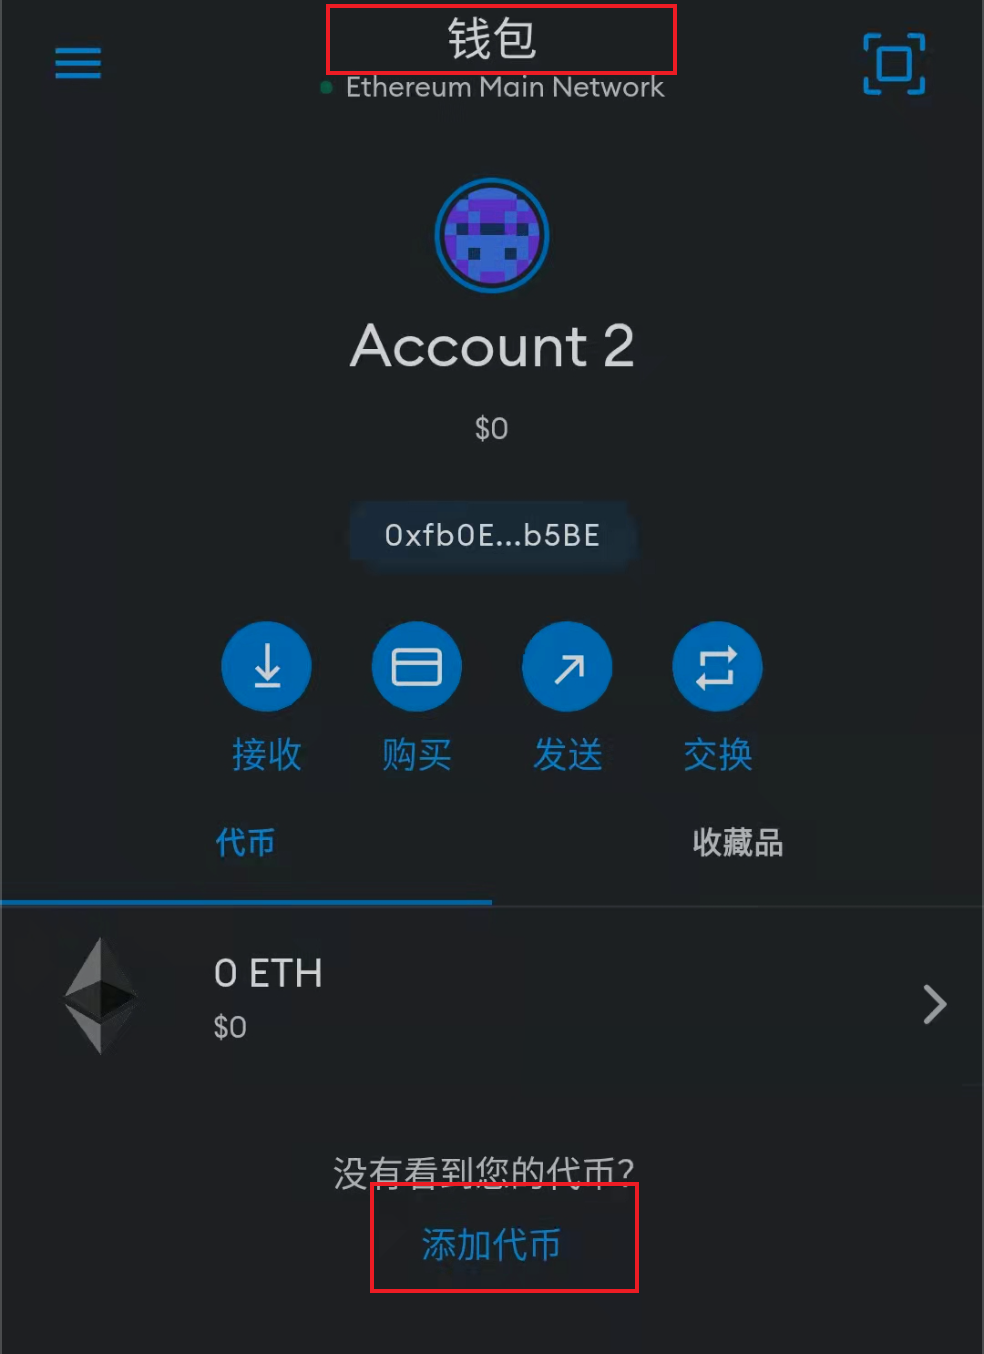 钱包
Ethereum Main Network
Account 2
$0
0xfb0E...b5BE
接收 购买 发送 交换
代币 收藏品
0 ETH
$0
没有看到您的代币?
添加代币